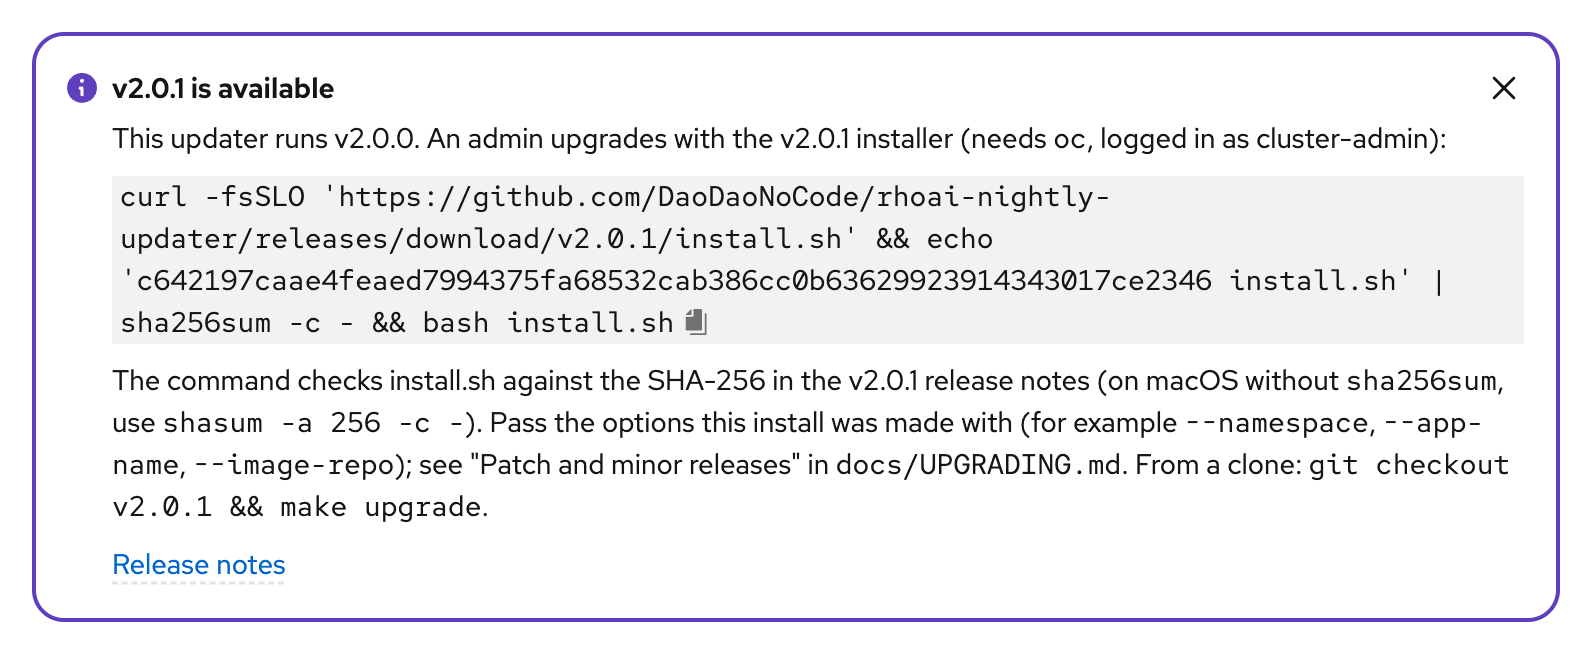 v2.0.1 is available
This updater runs v2.0.0. An admin upgrades with the v2.0.1 installer (needs oc, logged in as cluster-admin):
curl -fsSLO 'https://github.com/DaoDaoNoCode/rhoai-nightly-
updater/releases/download/v2.0.1/install.sh' && echo
'c642197caae4feaed7994375fa68532cab386cc0b63629923914343017ce2346 install.sh' |
sha256sum -c - && bash install.sh
The command checks install.sh against the SHA-256 in the v2.0.1 release notes (on macOS without sha256sum,
use shasum -a 256 -c -). Pass the options this install was made with (for example --namespace, --app-
name, --image-repo); see "Patch and minor releases" in docs/UPGRADING.md. From a clone: git checkout
v2.0.1 && make upgrade.
Release notes